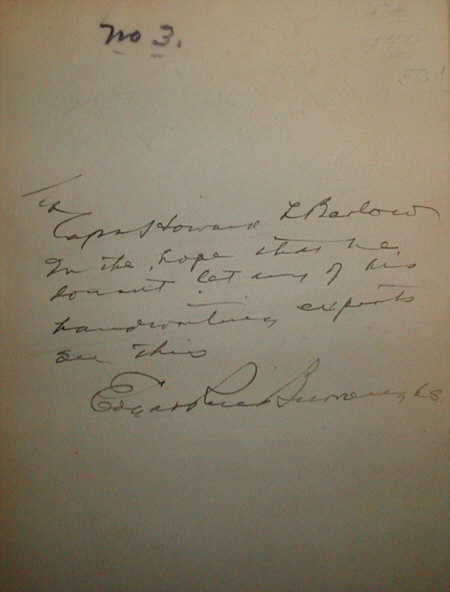 No 3.
To
Capt Howard L Barlow
In the hope that he
doesn't let any of his
handwriting experts
see this
Edgar Rice Burroughs